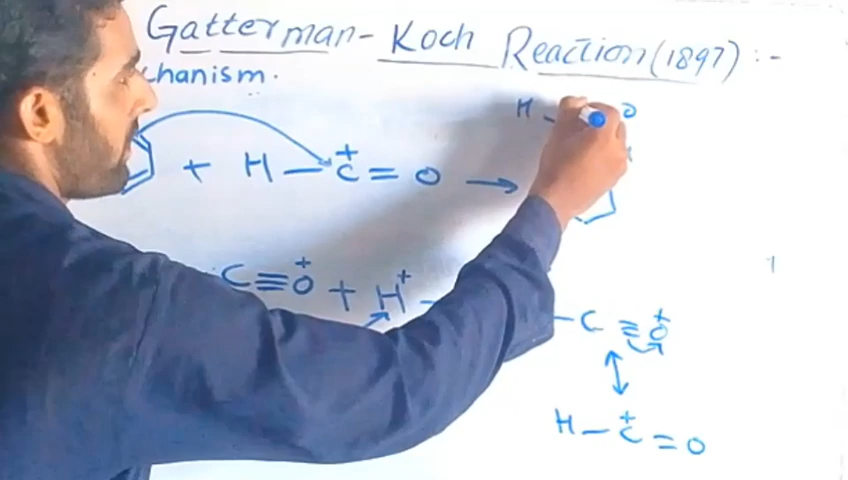 Gatterman-Koch Reaction (1897) :-
chanism.
H O
+ H — C⁺ = O →
C≡O⁺ + H⁺ —
— C ≡ O⁺
H — C⁺ = O